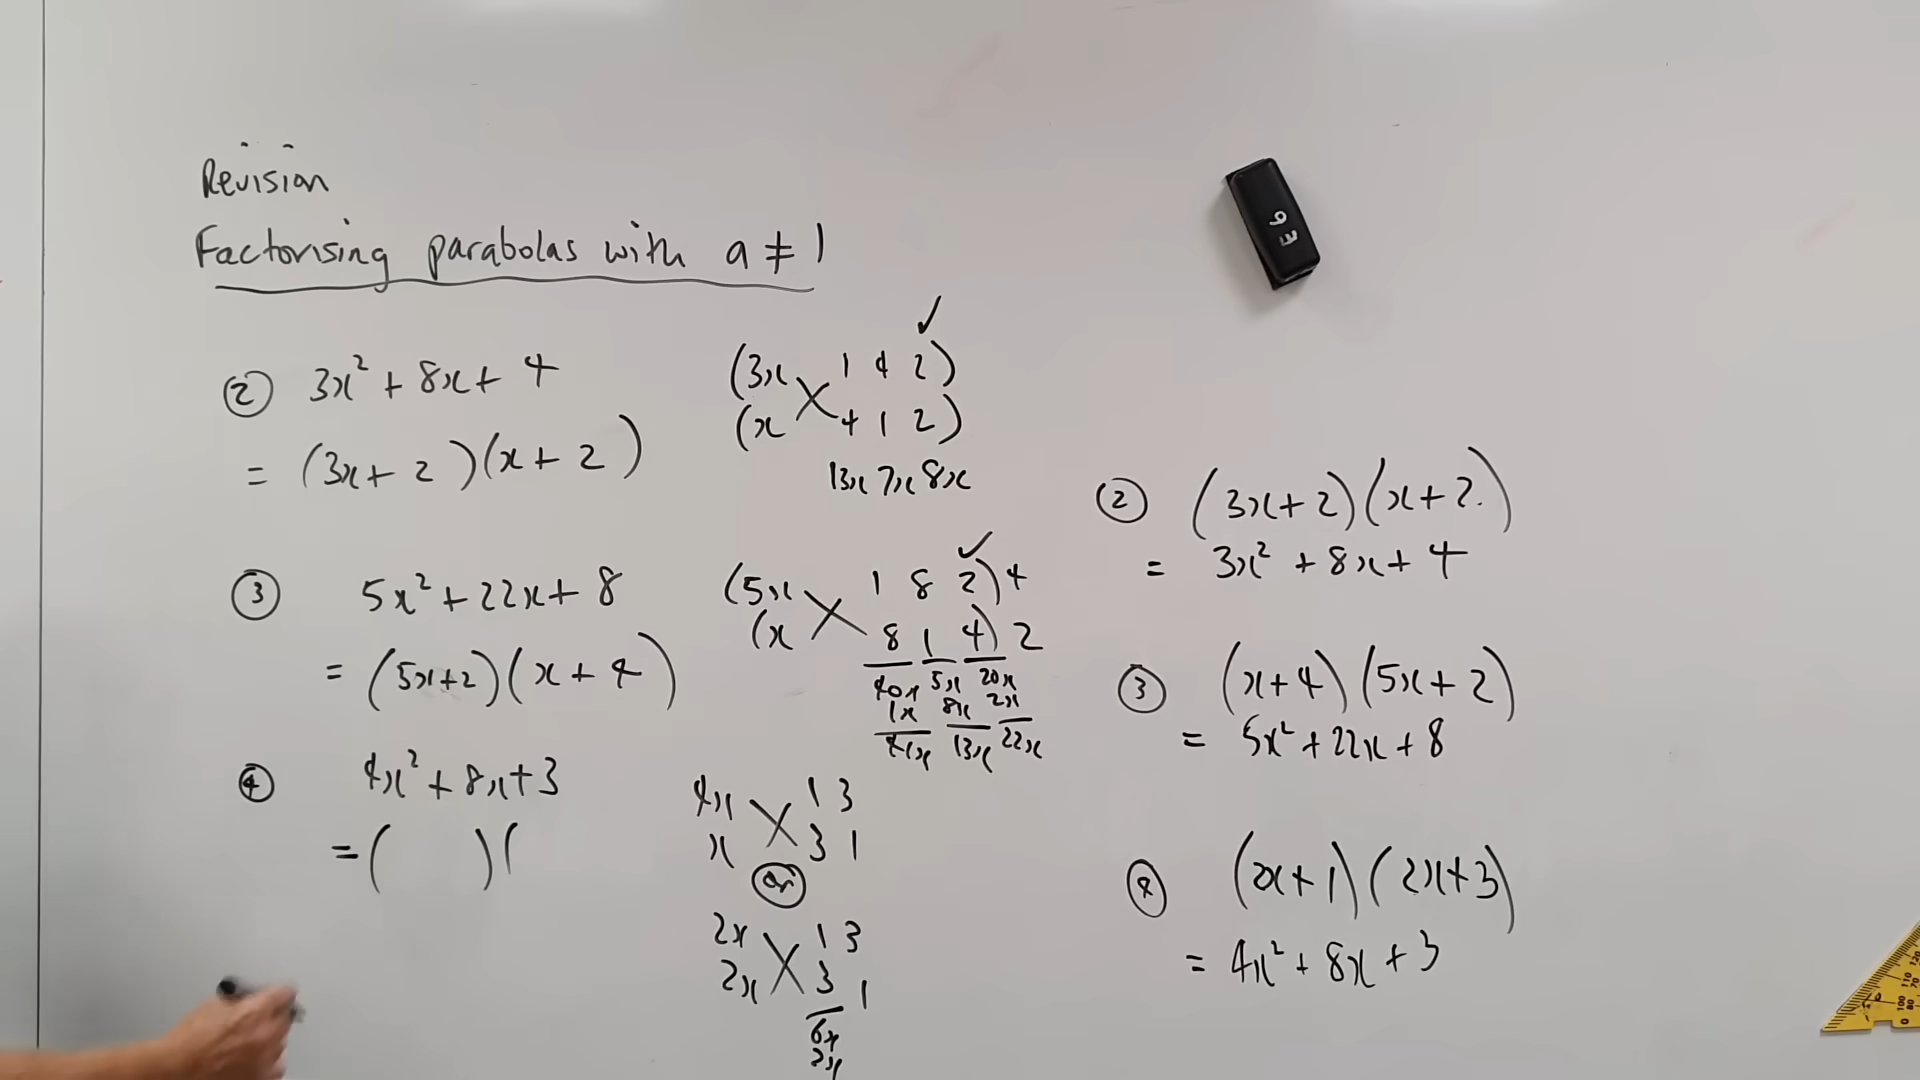 Revision
Factorising parabolas with a ≠ 1
② 3x² + 8x + 4
= (3x + 2)(x + 2)
(3x 1 4 2) ✓
(x 4 1 2)
13x 7x 8x
③ 5x² + 22x + 8
= (5x+2)(x + 4)
(5x 1 8 2) 4 ✓
(x 8 1 4) 2
40x 5x 20x
1x 8x 2x
41x 13x 22x
④ 4x² + 8x + 3
= ( )(
4x 1 3
x 3 1
or
2x 1 3
2x 3 1
6x
2x
② (3x + 2)(x + 2)
= 3x² + 8x + 4
③ (x + 4)(5x + 2)
= 5x² + 22x + 8
④ (2x + 1)(2x + 3)
= 4x² + 8x + 3
E6